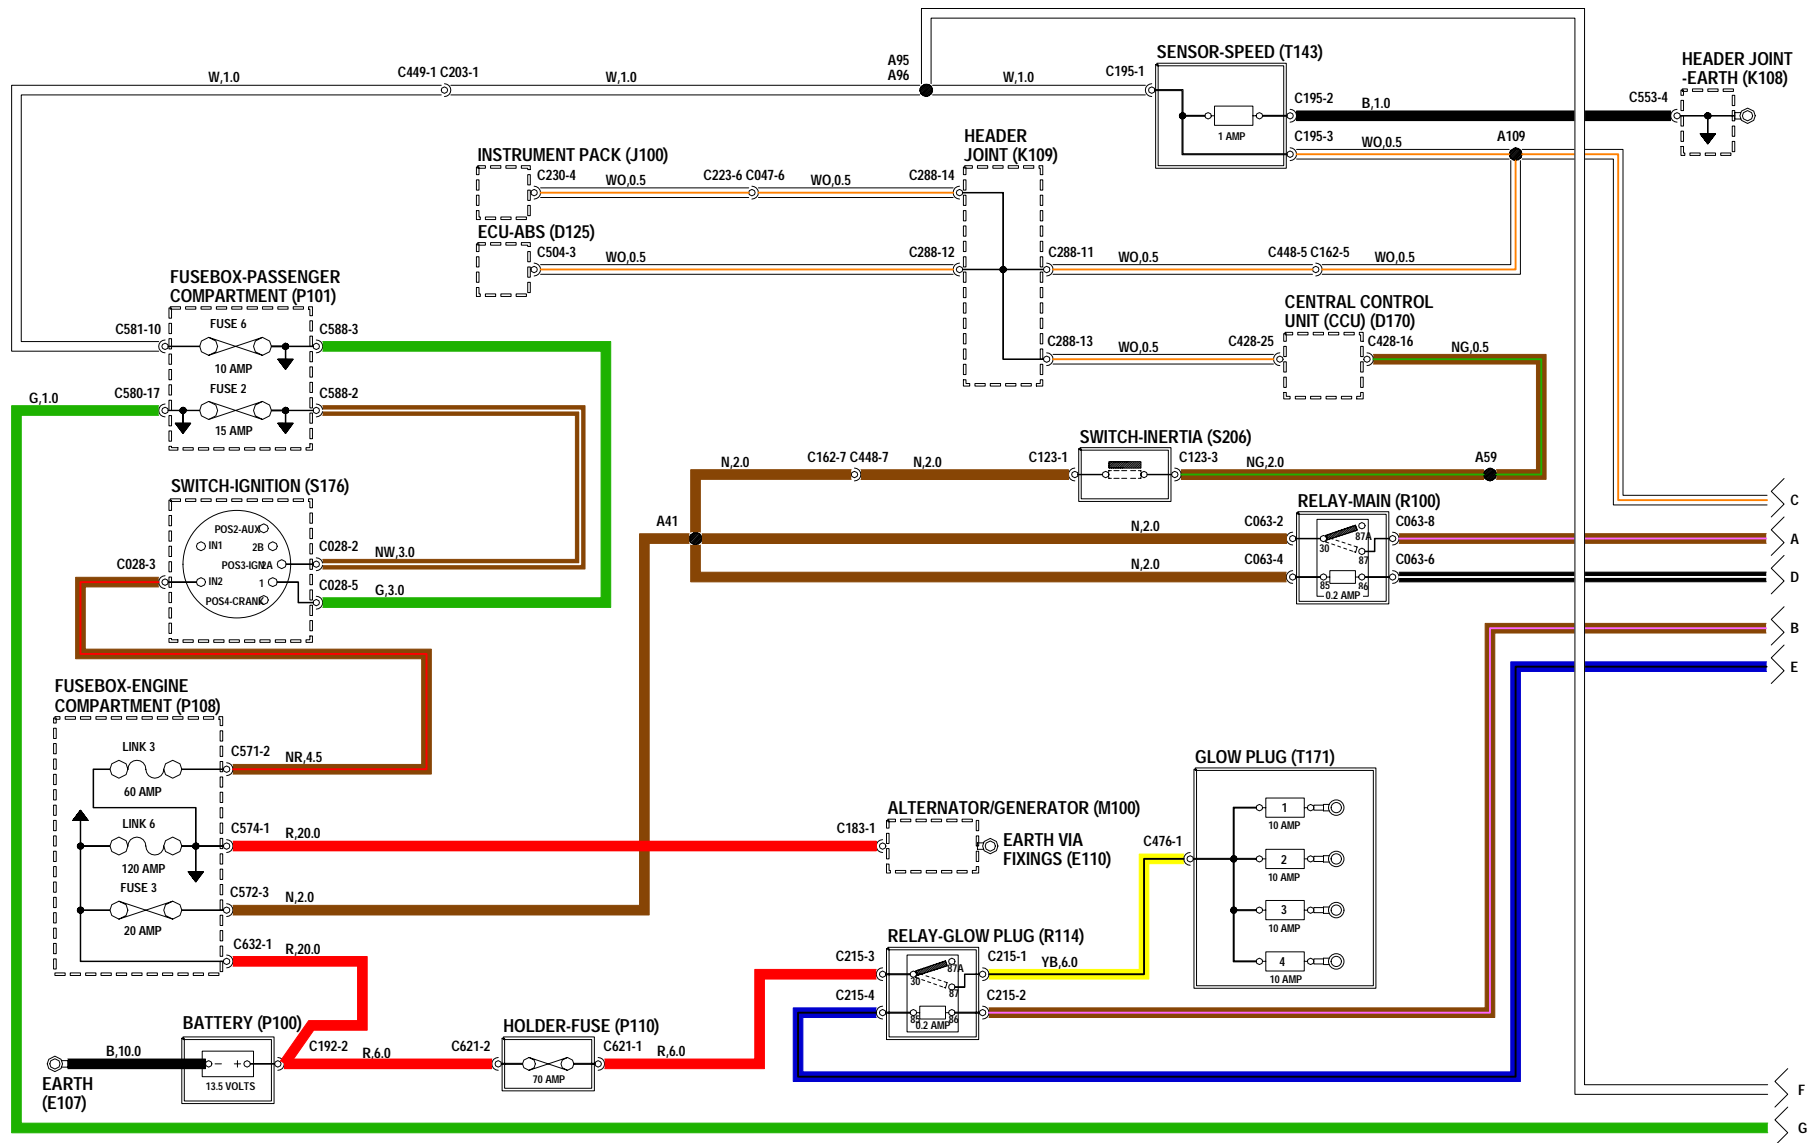 A95
A96
W,1.0
C449-1 C203-1
W,1.0
W,1.0
C195-1
SENSOR-SPEED (T143)
1 AMP
C195-2
B,1.0
C195-3
WO,0.5
A109
C553-4
HEADER JOINT
-EARTH (K108)
INSTRUMENT PACK (J100)
C230-4
WO,0.5
C223-6 C047-6
WO,0.5
C288-14
HEADER
JOINT (K109)
ECU-ABS (D125)
C504-3
WO,0.5
C288-12
C288-11
WO,0.5
C448-5 C162-5
WO,0.5
FUSEBOX-PASSENGER
COMPARTMENT (P101)
C581-10
FUSE 6
10 AMP
C588-3
G,1.0
C580-17
FUSE 2
15 AMP
C588-2
CENTRAL CONTROL
UNIT (CCU) (D170)
C288-13
WO,0.5
C428-25
C428-16
NG,0.5
SWITCH-INERTIA (S206)
N,2.0
C162-7 C448-7
N,2.0
C123-1
C123-3
NG,2.0
A59
SWITCH-IGNITION (S176)
POS2-AUX
IN1
2B
POS3-IGN
2A
IN2
1
POS4-CRANK
C028-3
C028-2
NW,3.0
C028-5
G,3.0
A41
RELAY-MAIN (R100)
N,2.0
C063-2
C063-8
30
87A
87
N,2.0
C063-4
C063-6
85
86
0.2 AMP
C
A
D
B
E
FUSEBOX-ENGINE
COMPARTMENT (P108)
LINK 3
60 AMP
C571-2
NR,4.5
LINK 6
120 AMP
C574-1
R,20.0
FUSE 3
20 AMP
C572-3
N,2.0
C632-1
R,20.0
ALTERNATOR/GENERATOR (M100)
C183-1
EARTH VIA
FIXINGS (E110)
GLOW PLUG (T171)
C476-1
1
10 AMP
2
10 AMP
3
10 AMP
4
10 AMP
RELAY-GLOW PLUG (R114)
C215-3
C215-1
YB,6.0
30
87A
87
C215-4
C215-2
85
86
0.2 AMP
BATTERY (P100)
B,10.0
- +
13.5 VOLTS
C192-2
R,6.0
EARTH
(E107)
HOLDER-FUSE (P110)
C621-2
70 AMP
C621-1
R,6.0
F
G